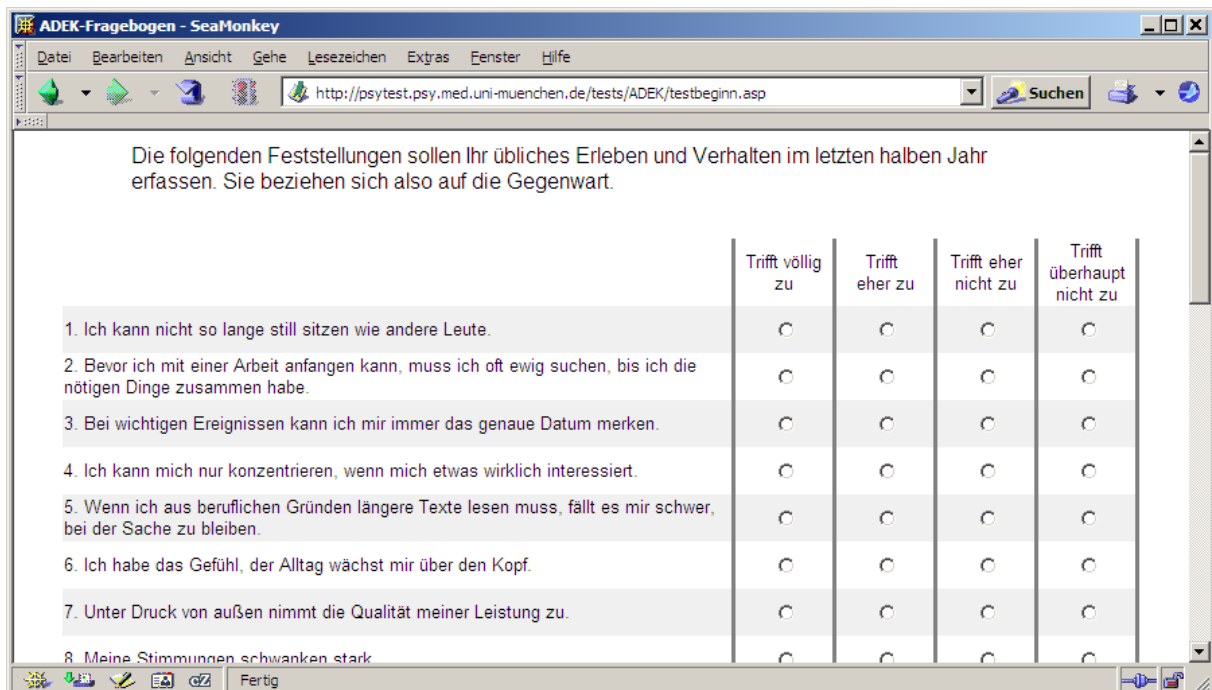 ADEK-Fragebogen - SeaMonkey
Datei Bearbeiten Ansicht Gehe Lesezeichen Extras Fenster Hilfe
http://psytest.psy.med.uni-muenchen.de/tests/ADEK/testbeginn.asp Suchen
Die folgenden Feststellungen sollen Ihr übliches Erleben und Verhalten im letzten halben Jahr
erfassen. Sie beziehen sich also auf die Gegenwart.
Trifft völlig
zu
Trifft
eher zu
Trifft eher
nicht zu
Trifft
überhaupt
nicht zu
1. Ich kann nicht so lange still sitzen wie andere Leute.
2. Bevor ich mit einer Arbeit anfangen kann, muss ich oft ewig suchen, bis ich die
nötigen Dinge zusammen habe.
3. Bei wichtigen Ereignissen kann ich mir immer das genaue Datum merken.
4. Ich kann mich nur konzentrieren, wenn mich etwas wirklich interessiert.
5. Wenn ich aus beruflichen Gründen längere Texte lesen muss, fällt es mir schwer,
bei der Sache zu bleiben.
6. Ich habe das Gefühl, der Alltag wächst mir über den Kopf.
7. Unter Druck von außen nimmt die Qualität meiner Leistung zu.
8. Meine Stimmungen schwanken stark.
cZ Fertig